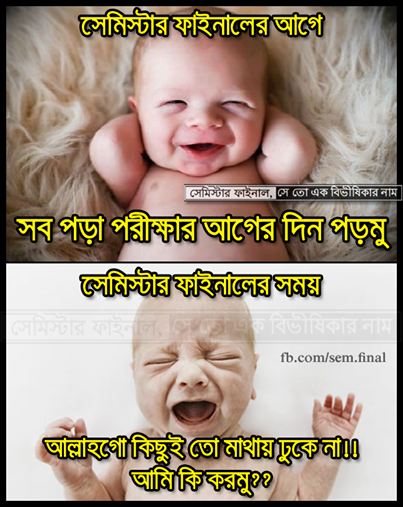 সেমিস্টার ফাইনালের আগে
সেমিস্টার ফাইনাল, সে তো এক বিভীষিকার নাম
সব পড়া পরীক্ষার আগের দিন পড়মু
সেমিস্টার ফাইনালের সময়
সেমিস্টার ফাইনাল, সে তো এক বিভীষিকার নাম
fb.com/sem.final
আল্লাহগো কিছুই তো মাথায় ঢুকে না!!
আমি কি করমু??